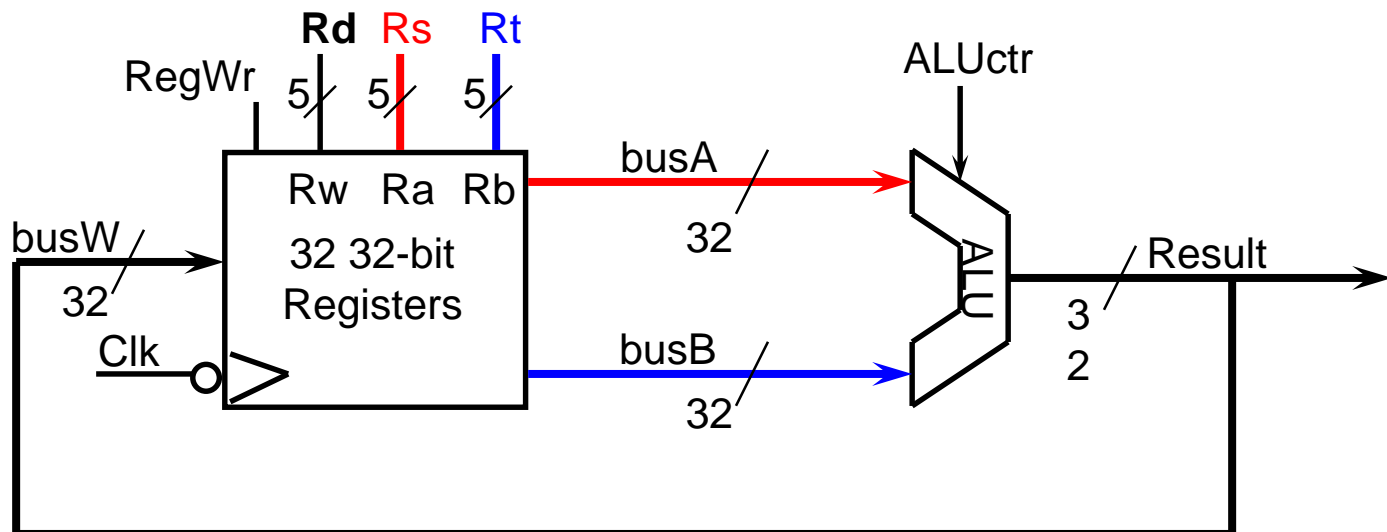 Rd Rs Rt
RegWr
5 5 5
ALUctr
Rw Ra Rb
busA
32
busW
32
32 32-bit
Registers
ALU
Result
3
2
Clk
busB
32